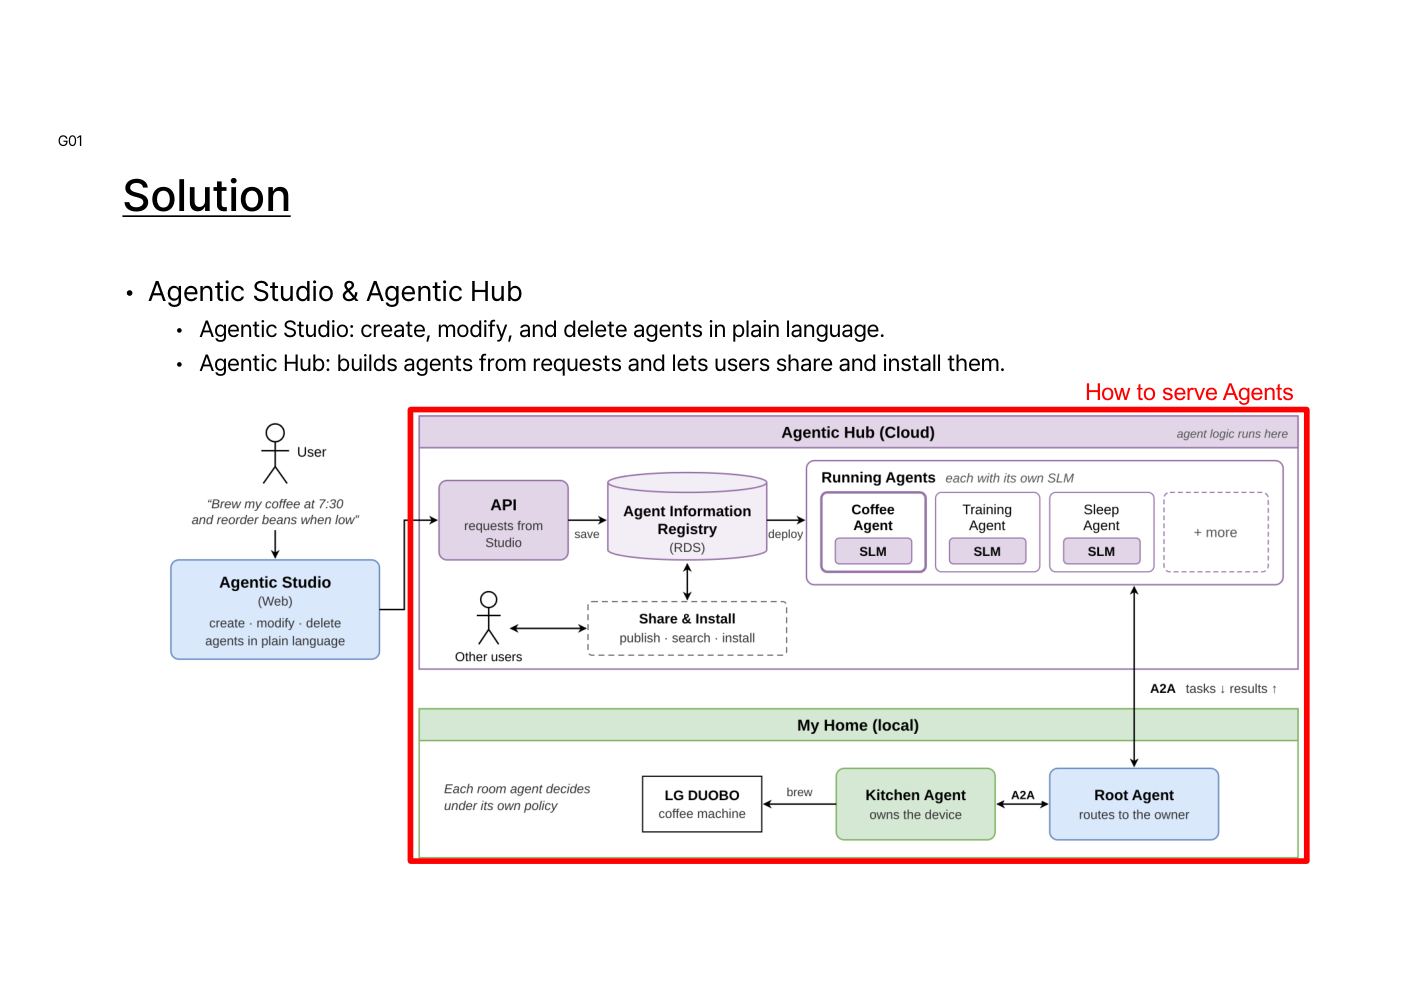 G01
Solution
• Agentic Studio & Agentic Hub
• Agentic Studio: create, modify, and delete agents in plain language.
• Agentic Hub: builds agents from requests and lets users share and install them.
How to serve Agents
User
“Brew my coffee at 7:30
and reorder beans when low”
Agentic Studio
(Web)
create · modify · delete
agents in plain language
Agentic Hub (Cloud)
agent logic runs here
API
requests from
Studio
save
Agent Information
Registry
(RDS)
deploy
Running Agents each with its own SLM
Coffee
Agent
SLM
Training
Agent
SLM
Sleep
Agent
SLM
+ more
Other users
Share & Install
publish · search · install
A2A tasks ↓ results ↑
My Home (local)
Each room agent decides
under its own policy
LG DUOBO
coffee machine
brew
Kitchen Agent
owns the device
A2A
Root Agent
routes to the owner